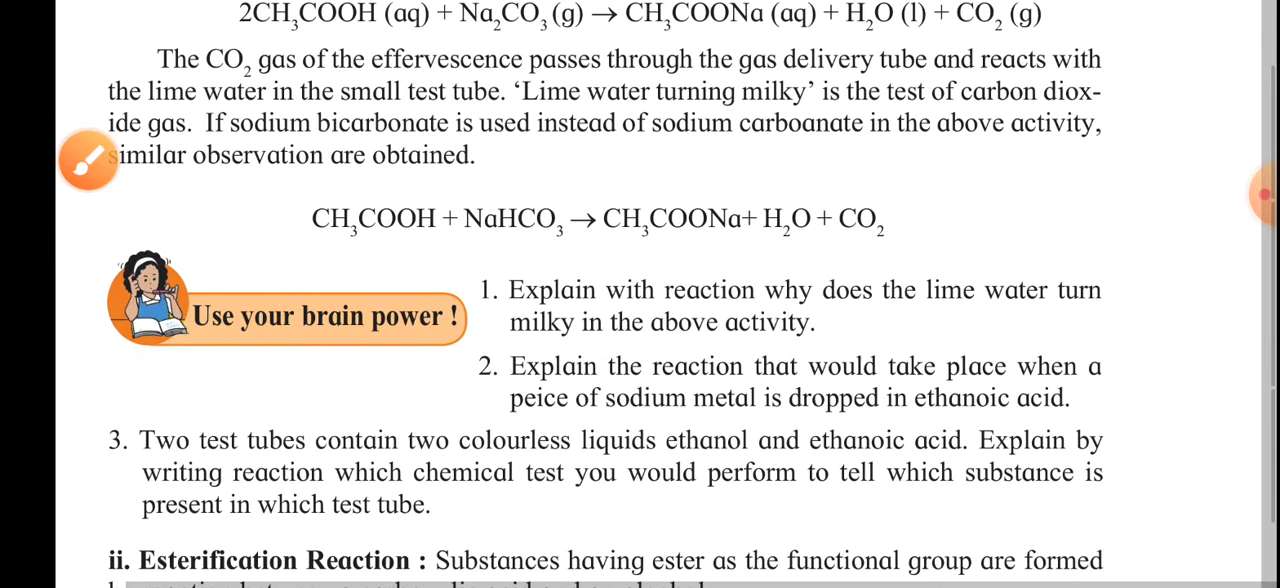 2CH₃COOH (aq) + Na₂CO₃ (g) → CH₃COONa (aq) + H₂O (l) + CO₂ (g)
The CO₂ gas of the effervescence passes through the gas delivery tube and reacts with
the lime water in the small test tube. ‘Lime water turning milky’ is the test of carbon diox-
ide gas. If sodium bicarbonate is used instead of sodium carboanate in the above activity,
similar observation are obtained.
CH₃COOH + NaHCO₃ → CH₃COONa+ H₂O + CO₂
Use your brain power !
1. Explain with reaction why does the lime water turn
milky in the above activity.
2. Explain the reaction that would take place when a
peice of sodium metal is dropped in ethanoic acid.
3. Two test tubes contain two colourless liquids ethanol and ethanoic acid. Explain by
writing reaction which chemical test you would perform to tell which substance is
present in which test tube.
ii. Esterification Reaction : Substances having ester as the functional group are formed